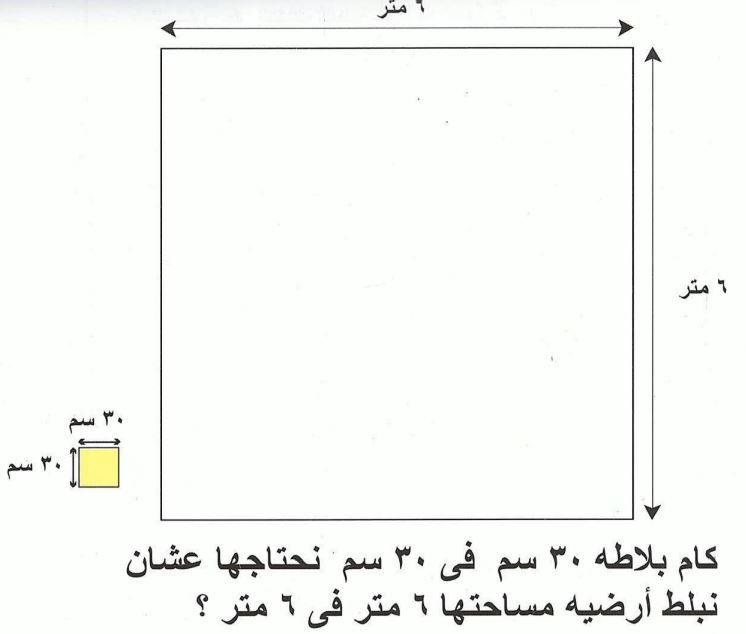 ٦ متر
٦ متر
٣٠ سم
٣٠ سم
كام بلاطه ٣٠ سم فى ٣٠ سم نحتاجها عشان
نبلط أرضيه مساحتها ٦ متر فى ٦ متر ؟